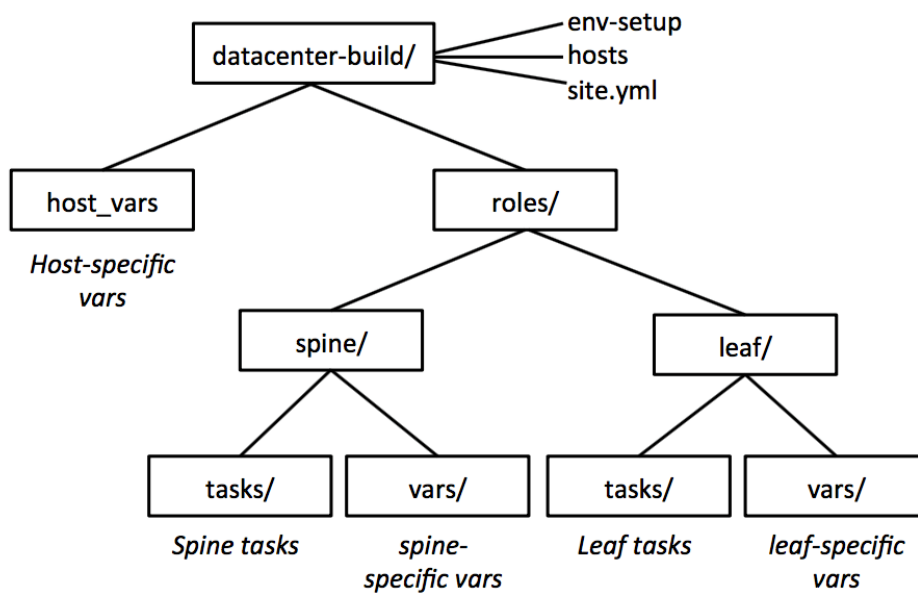 env-setup
datacenter-build/
hosts
site.yml
host_vars
roles/
Host-specific
vars
spine/
leaf/
tasks/
vars/
tasks/
vars/
Spine tasks
spine-
specific vars
Leaf tasks
leaf-specific
vars